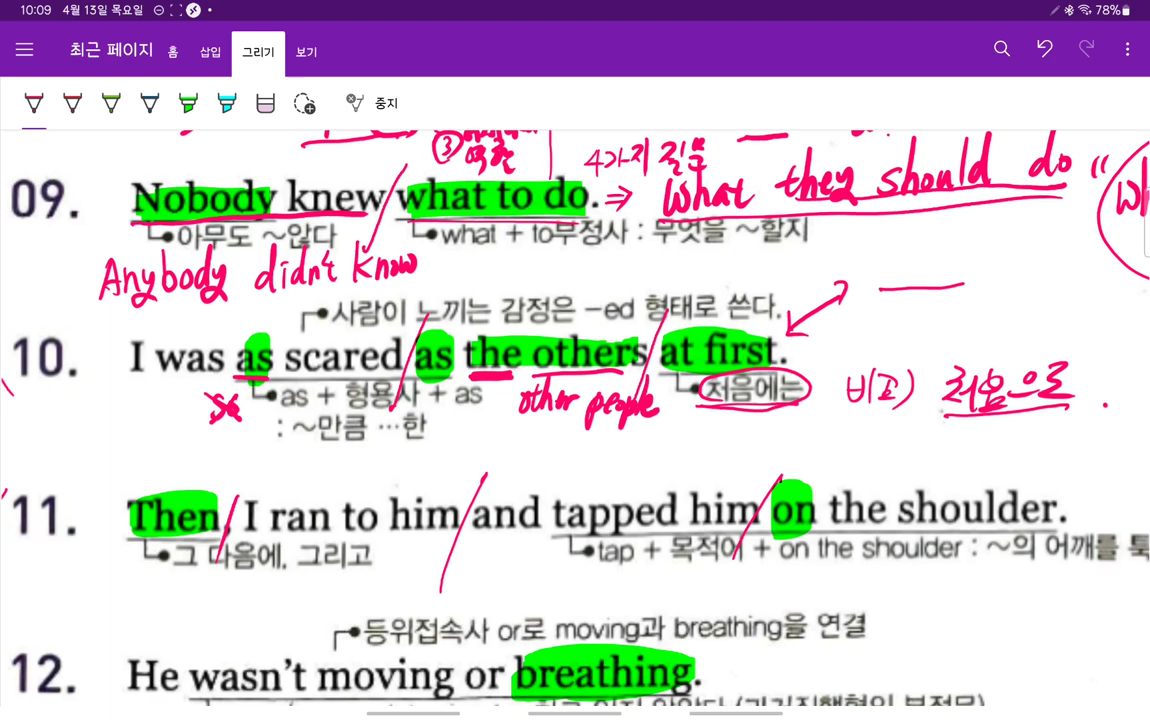 10:09 4월 13일 목요일
78%
최근 페이지 홈 삽입 그리기 보기
중지
③
4가지 질문
09. Nobody knew what to do. ⇒ What they should do
아무도 ~않다
what + to부정사 : 무엇을 ~할지
Anybody didn't know
사람이 느끼는 감정은 -ed 형태로 쓴다.
10. I was as scared as the others at first.
so as + 형용사 + as
other people
처음에는
비교) 처음으로.
: ~만큼 …한
11. Then, I ran to him and tapped him on the shoulder.
그 다음에, 그리고
tap + 목적어 + on the shoulder : ~의 어깨를 툭
등위접속사 or로 moving과 breathing을 연결
12. He wasn't moving or breathing.